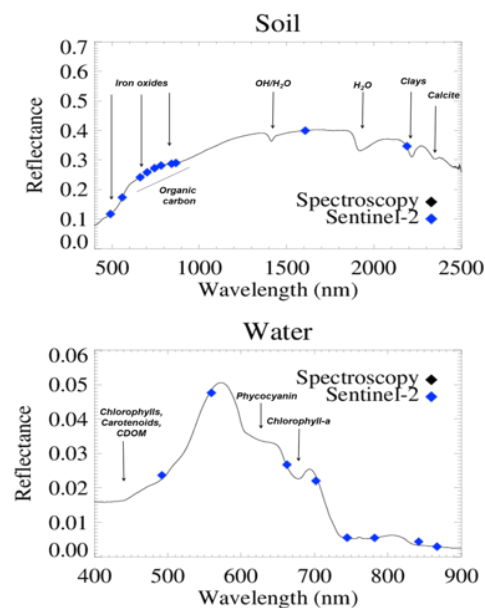 Soil
0.7
0.6
0.5
0.4
0.3
0.2
0.1
0.0
Reflectance
Iron oxides
OH/H₂O
H₂O
Clays
Calcite
Organic
carbon
Spectroscopy
Sentinel-2
500 1000 1500 2000 2500
Wavelength (nm)
Water
0.06
0.05
0.04
0.03
0.02
0.01
0.00
Reflectance
Chlorophylls,
Carotenoids,
CDOM
Phycocyanin
Chlorophyll-a
Spectroscopy
Sentinel-2
400 500 600 700 800 900
Wavelength (nm)